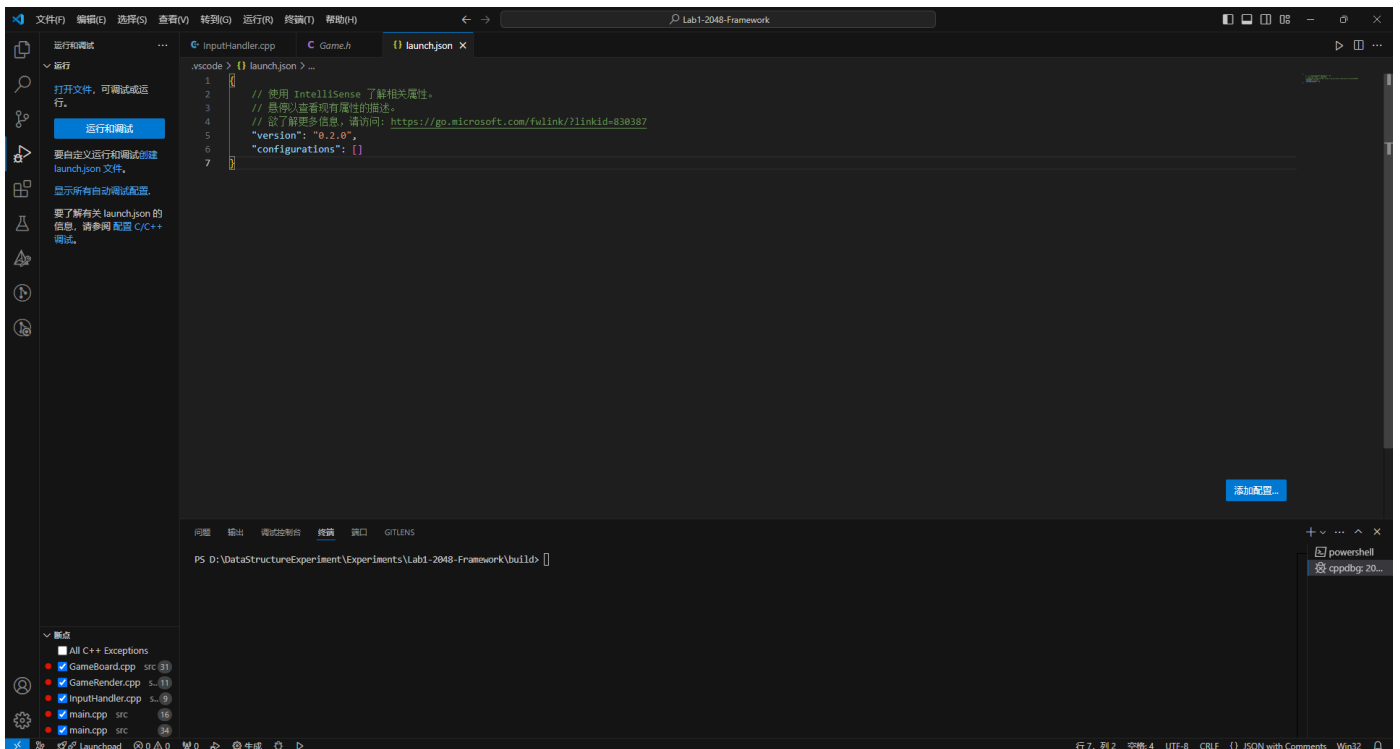 文件(F) 编辑(E) 选择(S) 查看(V) 转到(G) 运行(R) 终端(T) 帮助(H)
Lab1-2048-Framework
运行和调试 ···
InputHandler.cpp
Game.h
launch.json
运行
打开文件，可调试或运
行。
运行和调试
要自定义运行和调试创建
launch.json 文件。
显示所有自动调试配置。
要了解有关 launch.json 的
信息，请参阅 配置 C/C++
调试。
.vscode > {} launch.json > ...
1 {
2 // 使用 IntelliSense 了解相关属性。
3 // 悬停以查看现有属性的描述。
4 // 欲了解更多信息，请访问: https://go.microsoft.com/fwlink/?linkid=830387
5 "version": "0.2.0",
6 "configurations": []
7 }
添加配置...
问题 输出 调试控制台 终端 端口 GITLENS
PS D:\DataStructureExperiment\Experiments\Lab1-2048-Framework\build>
powershell
cppdbg: 20...
断点
All C++ Exceptions
GameBoard.cpp src 31
GameRender.cpp s... 11
InputHandler.cpp s... 9
main.cpp src 16
main.cpp src 34
Launchpad 0 0 0 生成
行 7, 列 2 空格: 4 UTF-8 CRLF {} JSON with Comments Win32